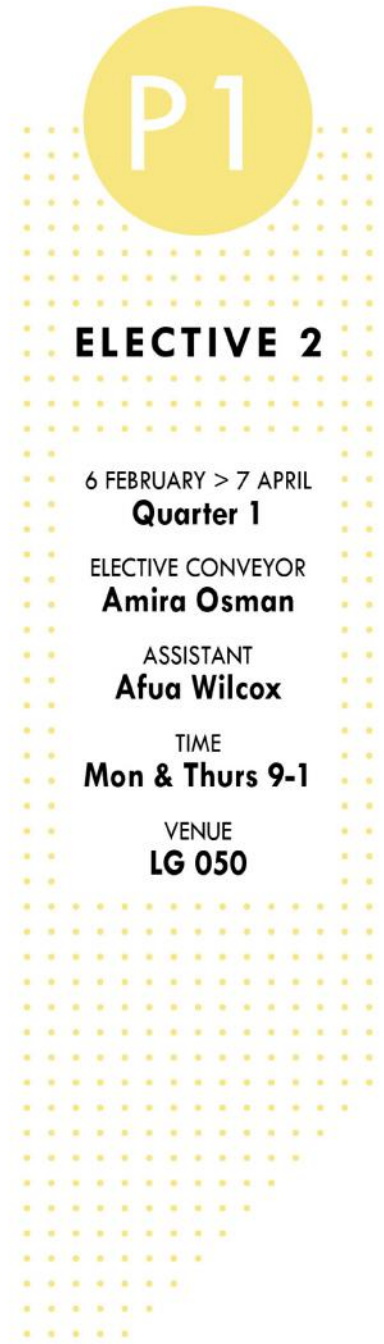 P1
ELECTIVE 2
6 FEBRUARY > 7 APRIL
Quarter 1
ELECTIVE CONVEYOR
Amira Osman
ASSISTANT
Afua Wilcox
TIME
Mon & Thurs 9-1
VENUE
LG 050